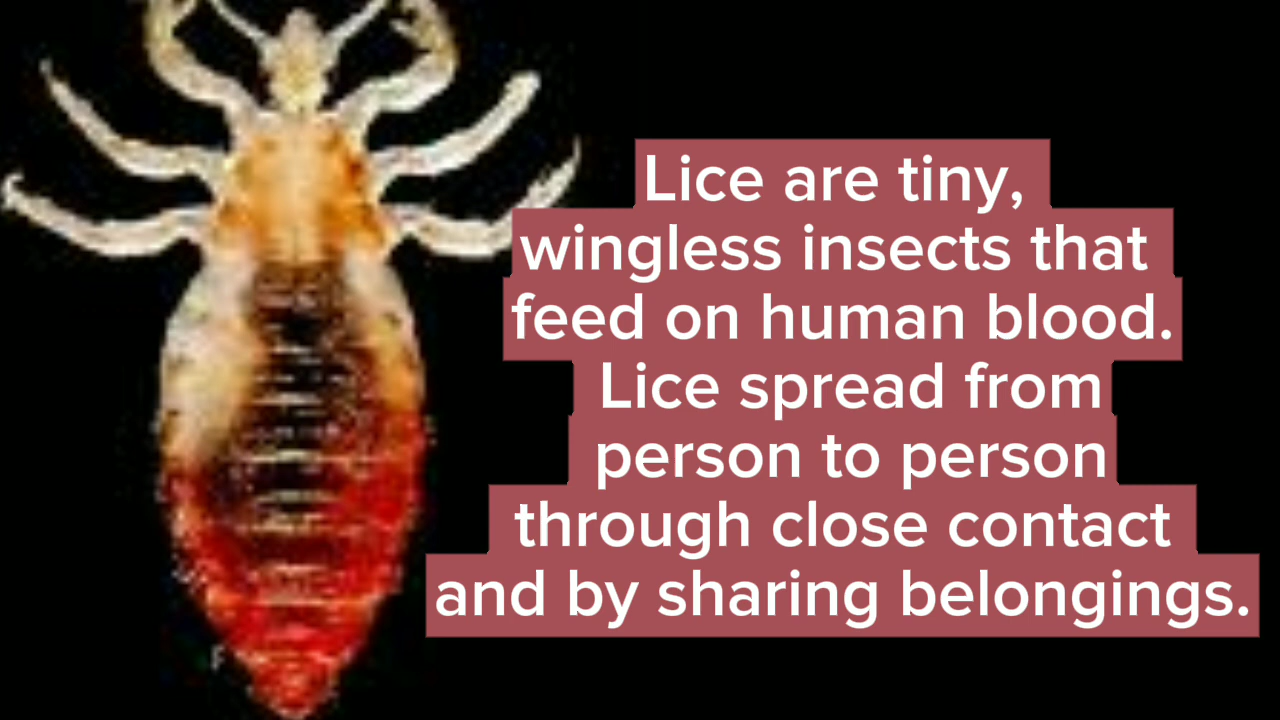 Lice are tiny,
wingless insects that
feed on human blood.
Lice spread from
person to person
through close contact
and by sharing belongings.